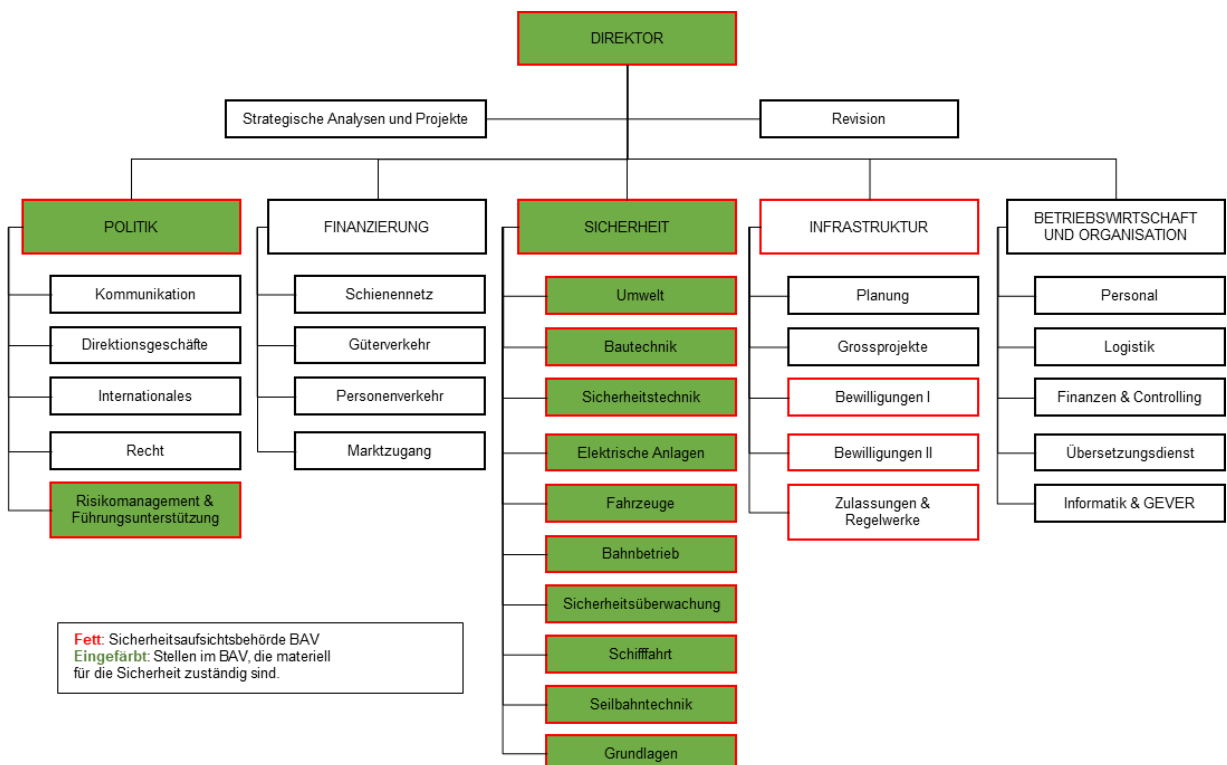 DIREKTOR
Strategische Analysen und Projekte
Revision
POLITIK
FINANZIERUNG
SICHERHEIT
INFRASTRUKTUR
BETRIEBSWIRTSCHAFT
UND ORGANISATION
Kommunikation
Schienennetz
Umwelt
Planung
Personal
Direktionsgeschäfte
Güterverkehr
Bautechnik
Grossprojekte
Logistik
Internationales
Personenverkehr
Sicherheitstechnik
Bewilligungen I
Finanzen & Controlling
Recht
Marktzugang
Elektrische Anlagen
Bewilligungen II
Übersetzungsdienst
Risikomanagement &
Führungsunterstützung
Fahrzeuge
Zulassungen &
Regelwerke
Informatik & GEVER
Bahnbetrieb
Sicherheitsüberwachung
Schifffahrt
Seilbahntechnik
Grundlagen
Fett: Sicherheitsaufsichtsbehörde BAV
Eingefärbt: Stellen im BAV, die materiell
für die Sicherheit zuständig sind.